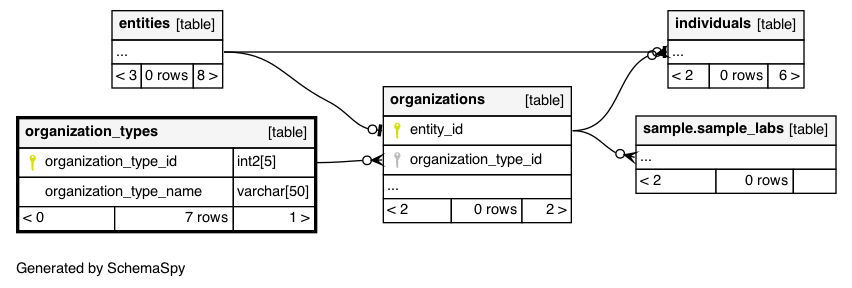 entities [table]
...
< 3 0 rows 8 >
individuals [table]
...
< 2 0 rows 6 >
organizations [table]
entity_id
organization_type_id
...
< 2 0 rows 2 >
organization_types [table]
organization_type_id int2[5]
organization_type_name varchar[50]
< 0 7 rows 1 >
sample.sample_labs [table]
...
< 2 0 rows
Generated by SchemaSpy